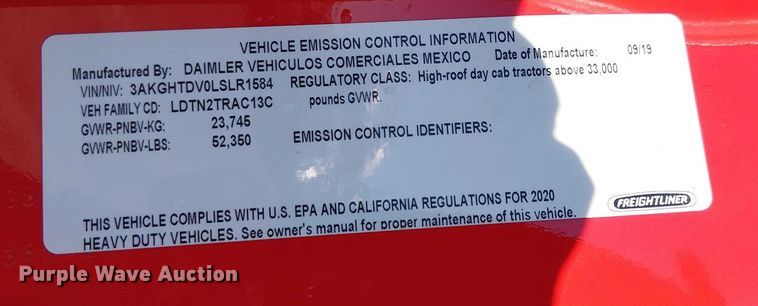 VEHICLE EMISSION CONTROL INFORMATION
Manufactured By: DAIMLER VEHICULOS COMERCIALES MEXICO Date of Manufacture: 09/19
VIN/NIV: 3AKGHTDV0LSLR1584 REGULATORY CLASS: High-roof day cab tractors above 33,000
VEH FAMILY CD: LDTN2TRAC13C pounds GVWR.
GVWR-PNBV-KG: 23,745
GVWR-PNBV-LBS: 52,350 EMISSION CONTROL IDENTIFIERS:
THIS VEHICLE COMPLIES WITH U.S. EPA AND CALIFORNIA REGULATIONS FOR 2020
HEAVY DUTY VEHICLES. See owner's manual for proper maintenance of this vehicle.
FREIGHTLINER
Purple Wave Auction